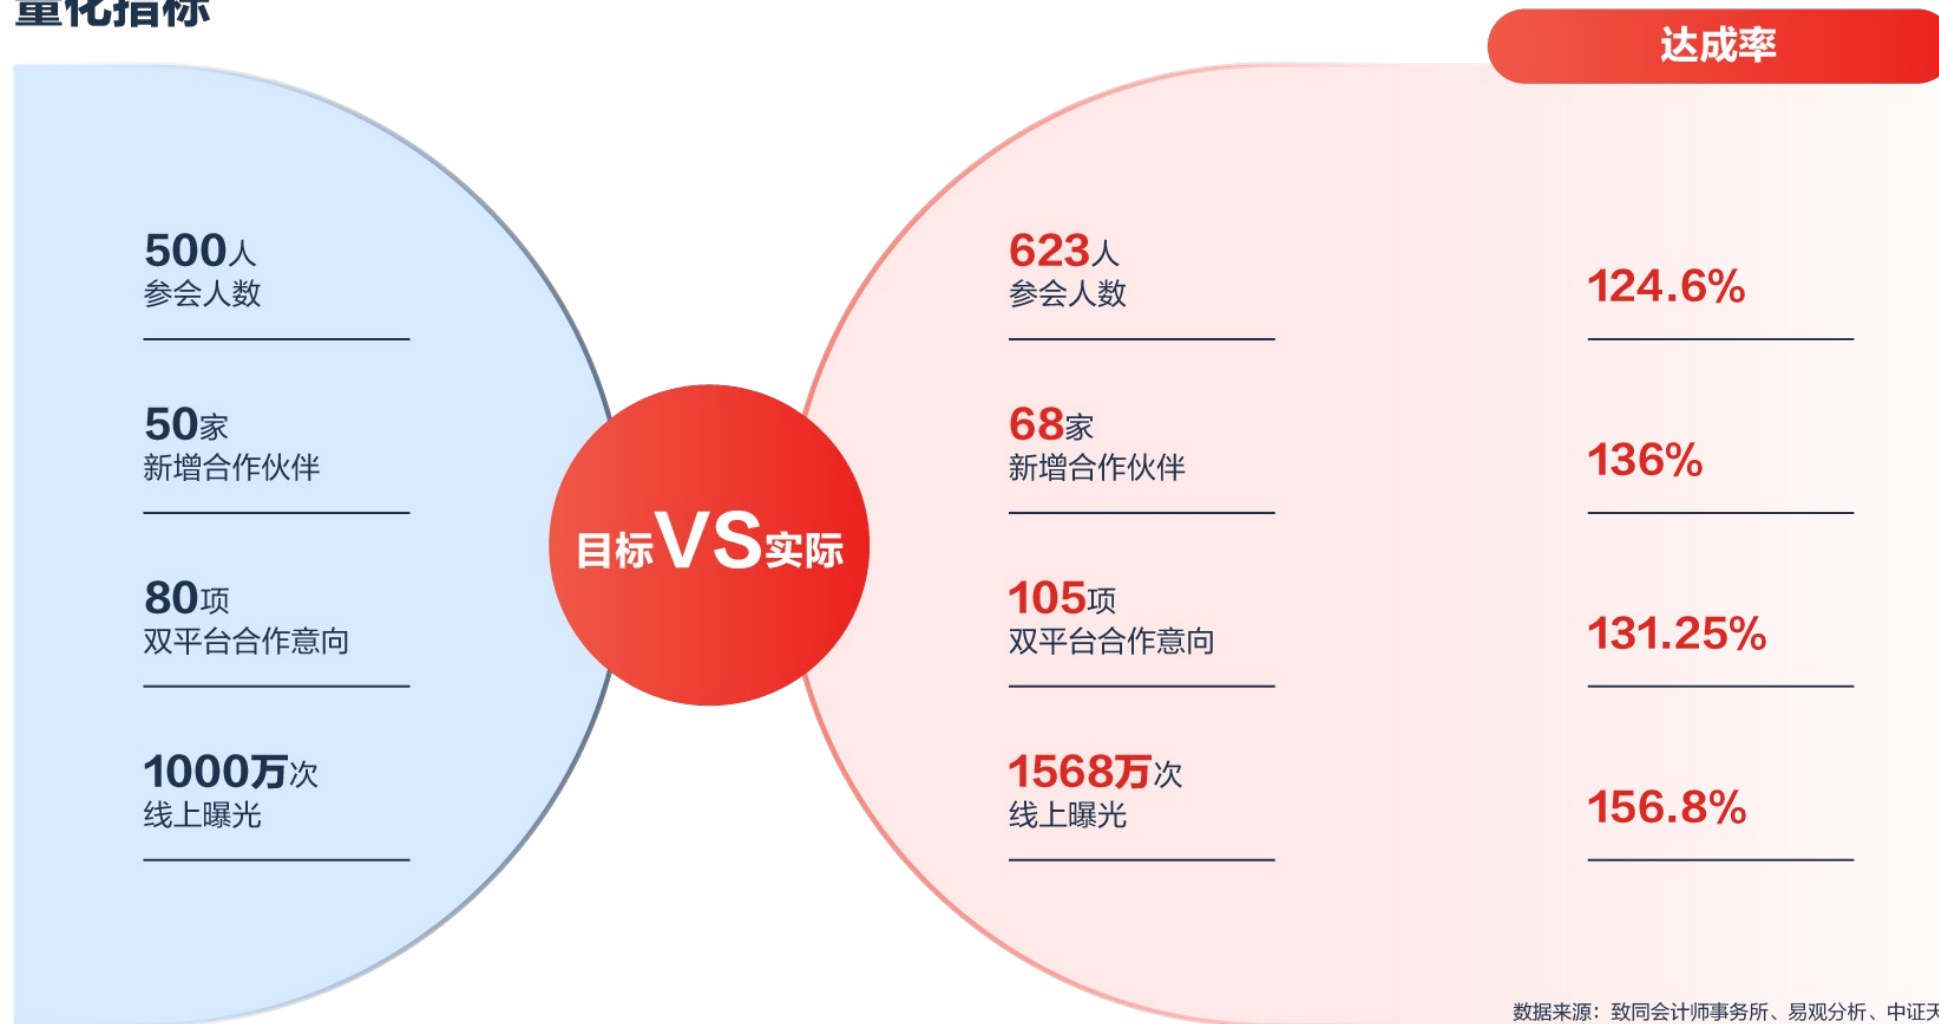 量化指标
达成率
500人
参会人数
623人
参会人数
124.6%
50家
新增合作伙伴
68家
新增合作伙伴
136%
目标VS实际
80项
双平台合作意向
105项
双平台合作意向
131.25%
1000万次
线上曝光
1568万次
线上曝光
156.8%
数据来源：致同会计师事务所、易观分析、中证天